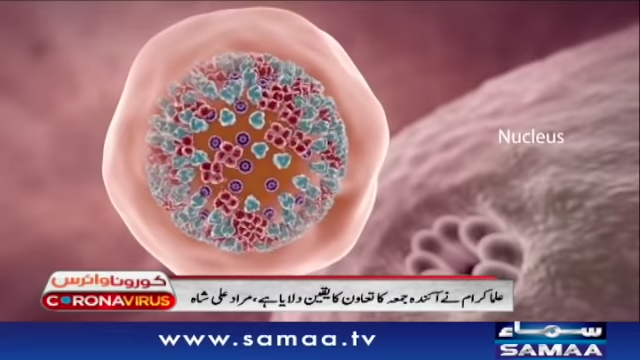 Nucleus
کورونا وائرس
CORONAVIRUS
علما کرام نے آئندہ جمعہ کا تعاون کا یقین دلایا ہے، مراد علی شاہ
www.samaa.tv
سماء
SAMAA